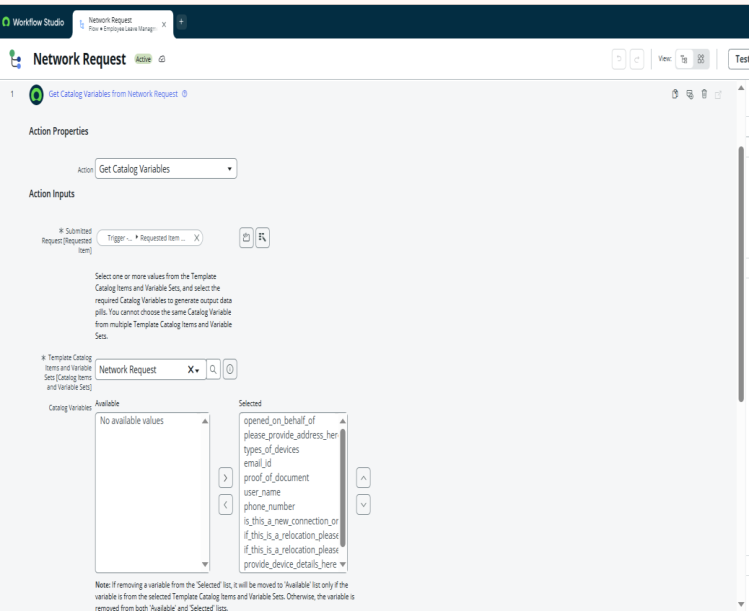 Workflow Studio
Network Request
Flow • Employee Leave Managm
X
+
Network Request
Active
View:
Test
1
Get Catalog Variables from Network Request
Action Properties
Action
Get Catalog Variables
Action Inputs
* Submitted
Request [Requested
Item]
Trigger -... ▸ Requested Item ... X
Select one or more values from the Template
Catalog Items and Variable Sets, and select the
required Catalog Variables to generate output data
pills. You cannot choose the same Catalog Variable
from multiple Template Catalog Items and Variable
Sets.
* Template Catalog
Items and Variable
Sets [Catalog Items
and Variable Sets]
Network Request
X
Catalog Variables
Available
No available values
Selected
opened_on_behalf_of
please_provide_address_her
types_of_devices
email_id
proof_of_document
user_name
phone_number
is_this_a_new_connection_or
if_this_is_a_relocation_please
if_this_is_a_relocation_please
provide_device_details_here
Note: If removing a variable from the 'Selected' list, it will be moved to 'Available' list only if the
variable is from the selected Template Catalog Items and Variable Sets. Otherwise, the variable is
removed from both 'Available' and 'Selected' lists.